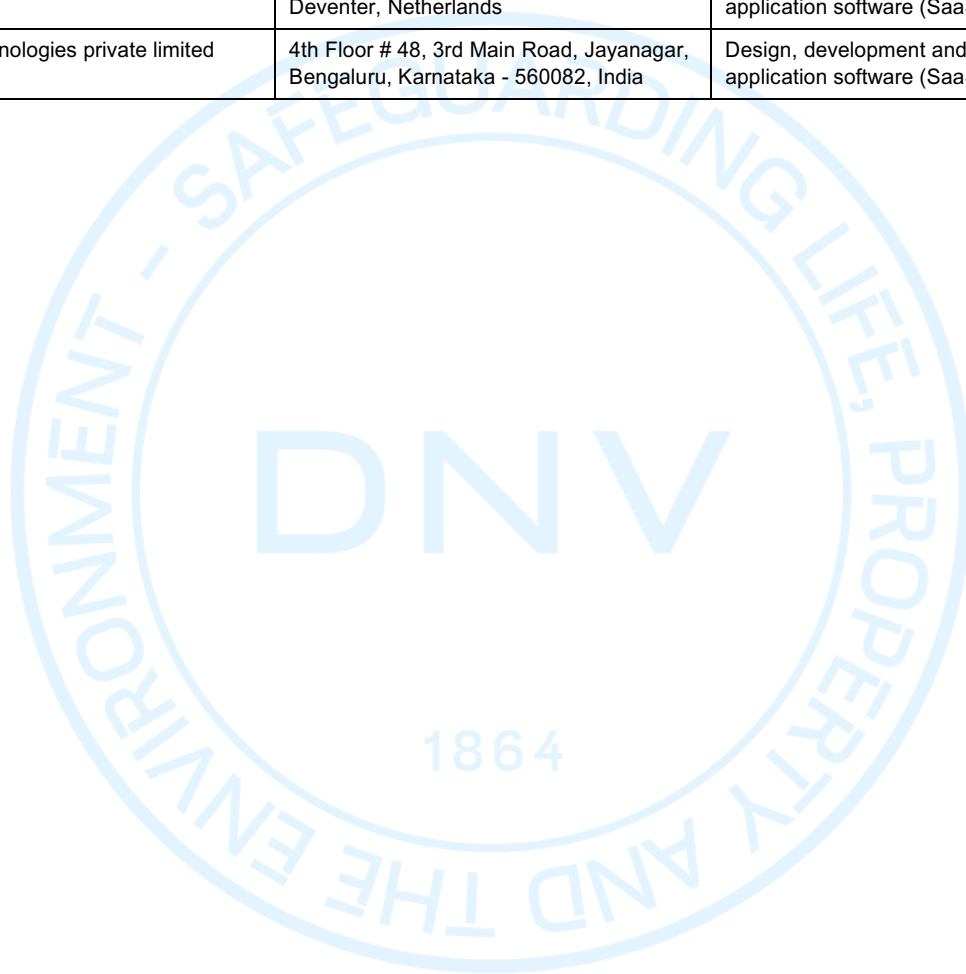 Deventer, Netherlands
application software (Saa
nologies private limited
4th Floor # 48, 3rd Main Road, Jayanagar,
Bengaluru, Karnataka - 560082, India
Design, development and
application software (Saa
SAFEGUARDING LIFE, PROPERTY AND THE ENVIRONMENT -
DNV
1864